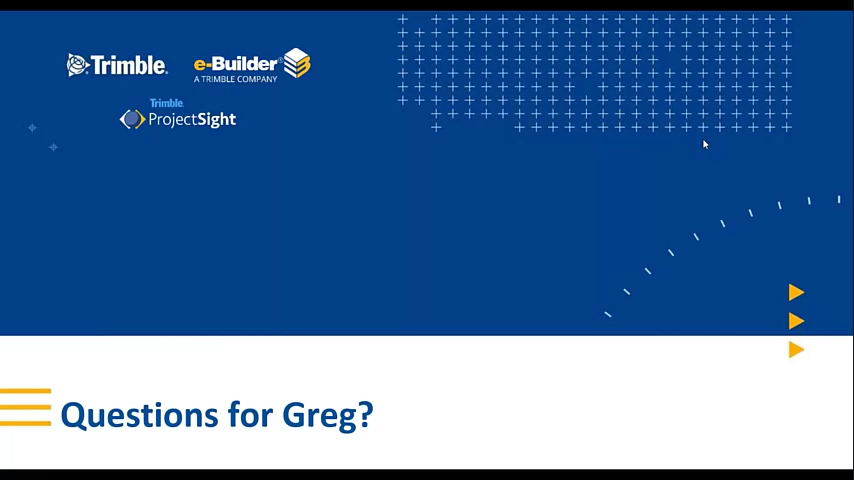 Trimble.
e-Builder®
A TRIMBLE COMPANY
Trimble.
ProjectSight
Questions for Greg?